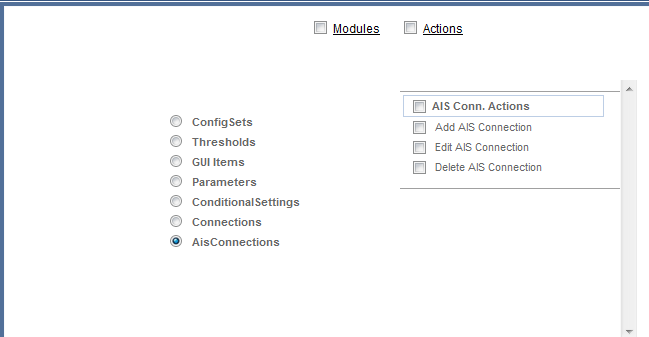 Modules Actions
AIS Conn. Actions
ConfigSets
Add AIS Connection
Thresholds
Edit AIS Connection
GUI Items
Delete AIS Connection
Parameters
ConditionalSettings
Connections
AisConnections